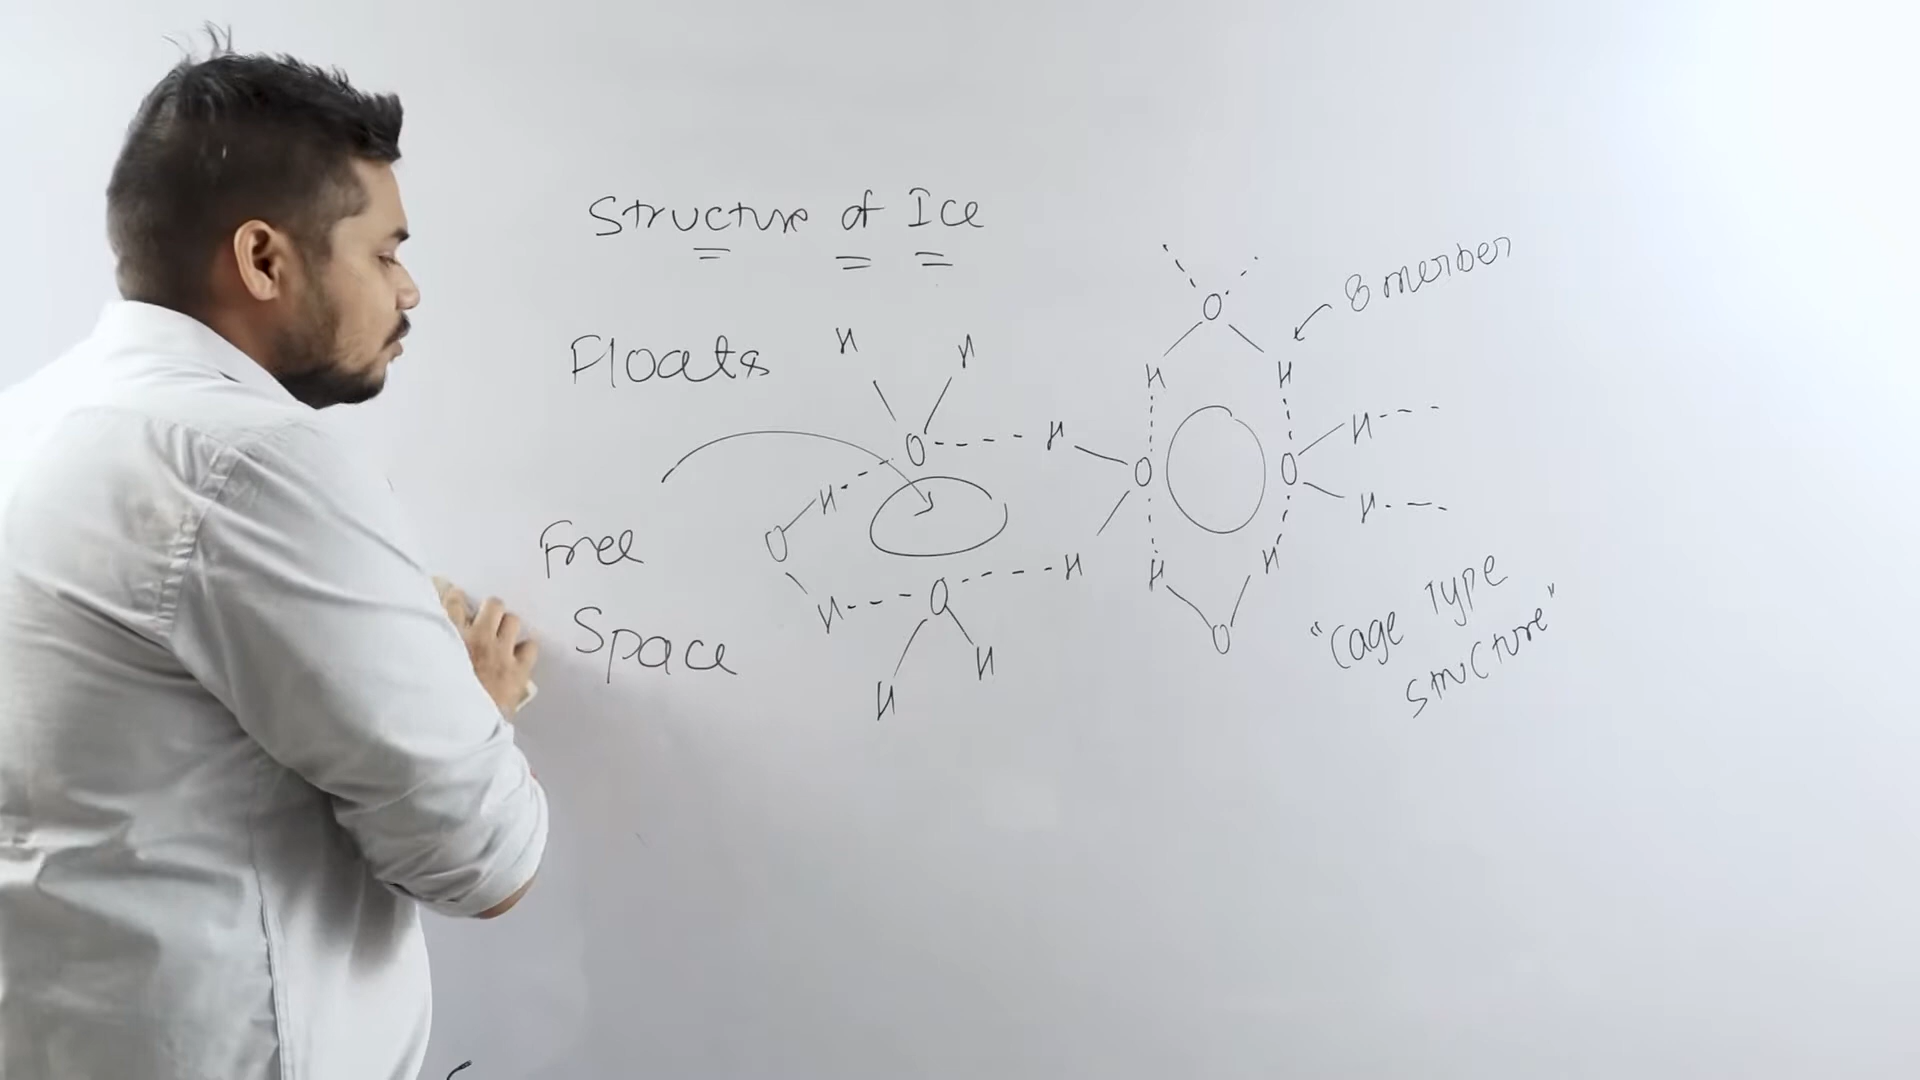 Structure of Ice
8 member
Floats
H H
O
H H
O H O O H
H H
O
Free
H H
H O H
O
Space
H H
"Cage Type
structure"